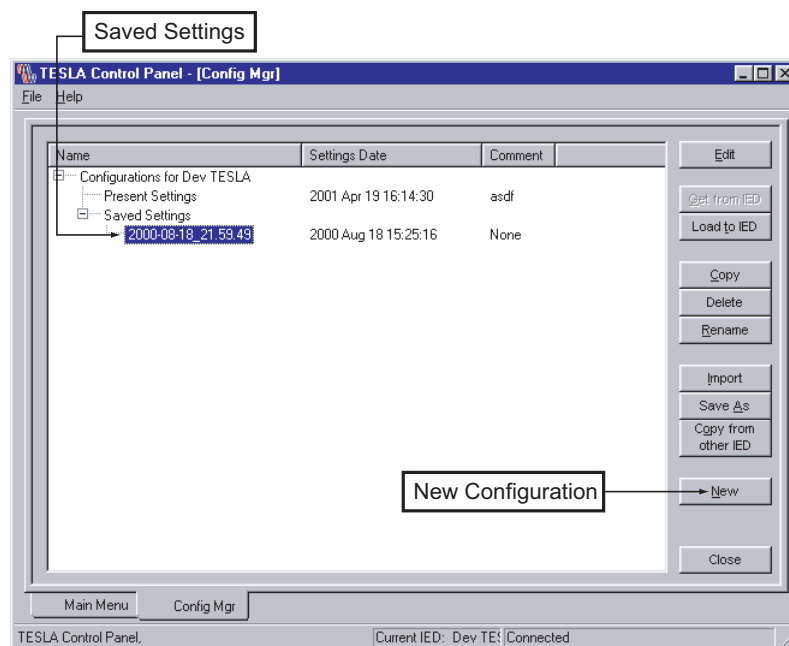 Saved Settings
TESLA Control Panel - [Config Mgr]
File Help
Name Settings Date Comment
Configurations for Dev TESLA
Present Settings 2001 Apr 19 16:14:30 asdf
Saved Settings
2000-08-18_21.59.49 2000 Aug 18 15:25:16 None
Edit
Get from IED
Load to IED
Copy
Delete
Rename
Import
Save As
Copy from
other IED
New Configuration
New
Close
Main Menu Config Mgr
TESLA Control Panel, Current IED: Dev TES Connected